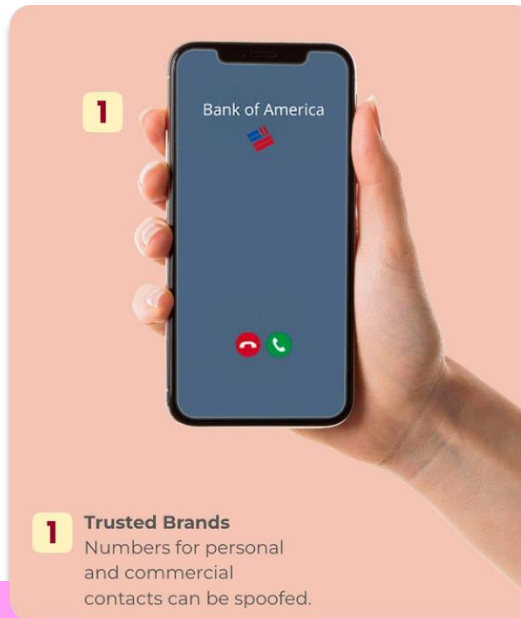 1
Bank of America
1
Trusted Brands
Numbers for personal
and commercial
contacts can be spoofed.